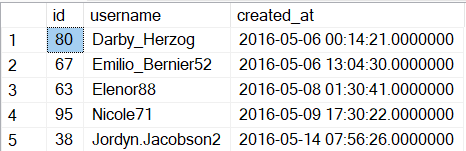 id username created_at
1 80 Darby_Herzog 2016-05-06 00:14:21.0000000
2 67 Emilio_Bernier52 2016-05-06 13:04:30.0000000
3 63 Elenor88 2016-05-08 01:30:41.0000000
4 95 Nicole71 2016-05-09 17:30:22.0000000
5 38 Jordyn.Jacobson2 2016-05-14 07:56:26.0000000